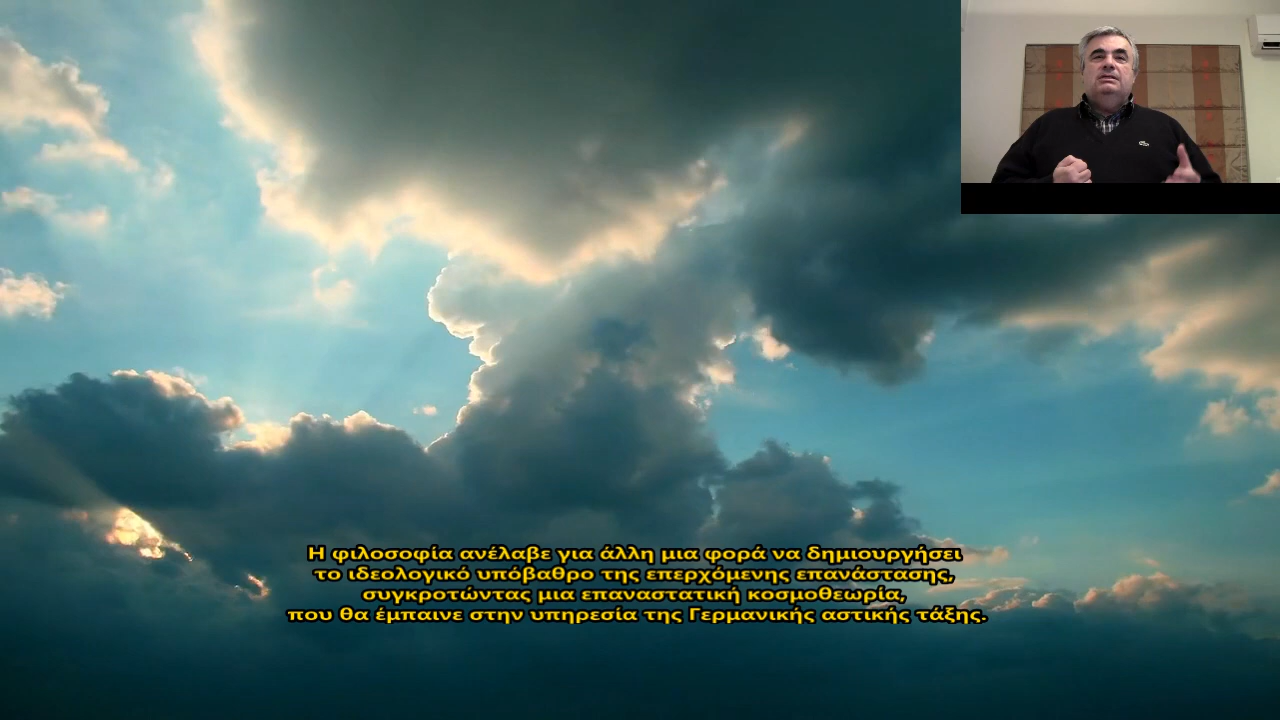 Η φιλοσοφία ανέλαβε για άλλη μια φορά να δημιουργήσει
το ιδεολογικό υπόβαθρο της επερχόμενης επανάστασης,
συγκροτώντας μια επαναστατική κοσμοθεωρία,
που θα έμπαινε στην υπηρεσία της Γερμανικής αστικής τάξης.